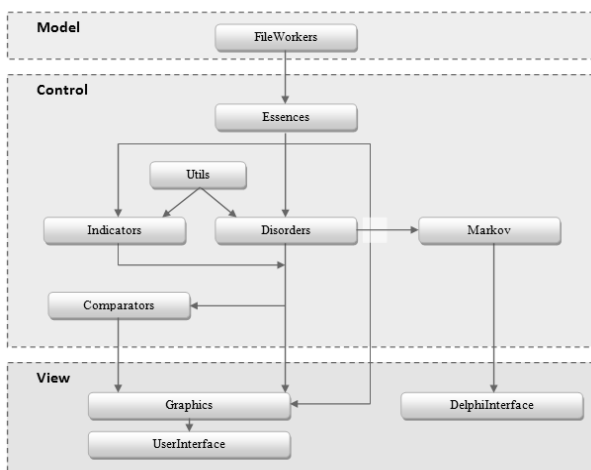 Model
FileWorkers
Control
Essences
Utils
Indicators
Disorders
Markov
Comparators
View
Graphics
DelphiInterface
UserInterface